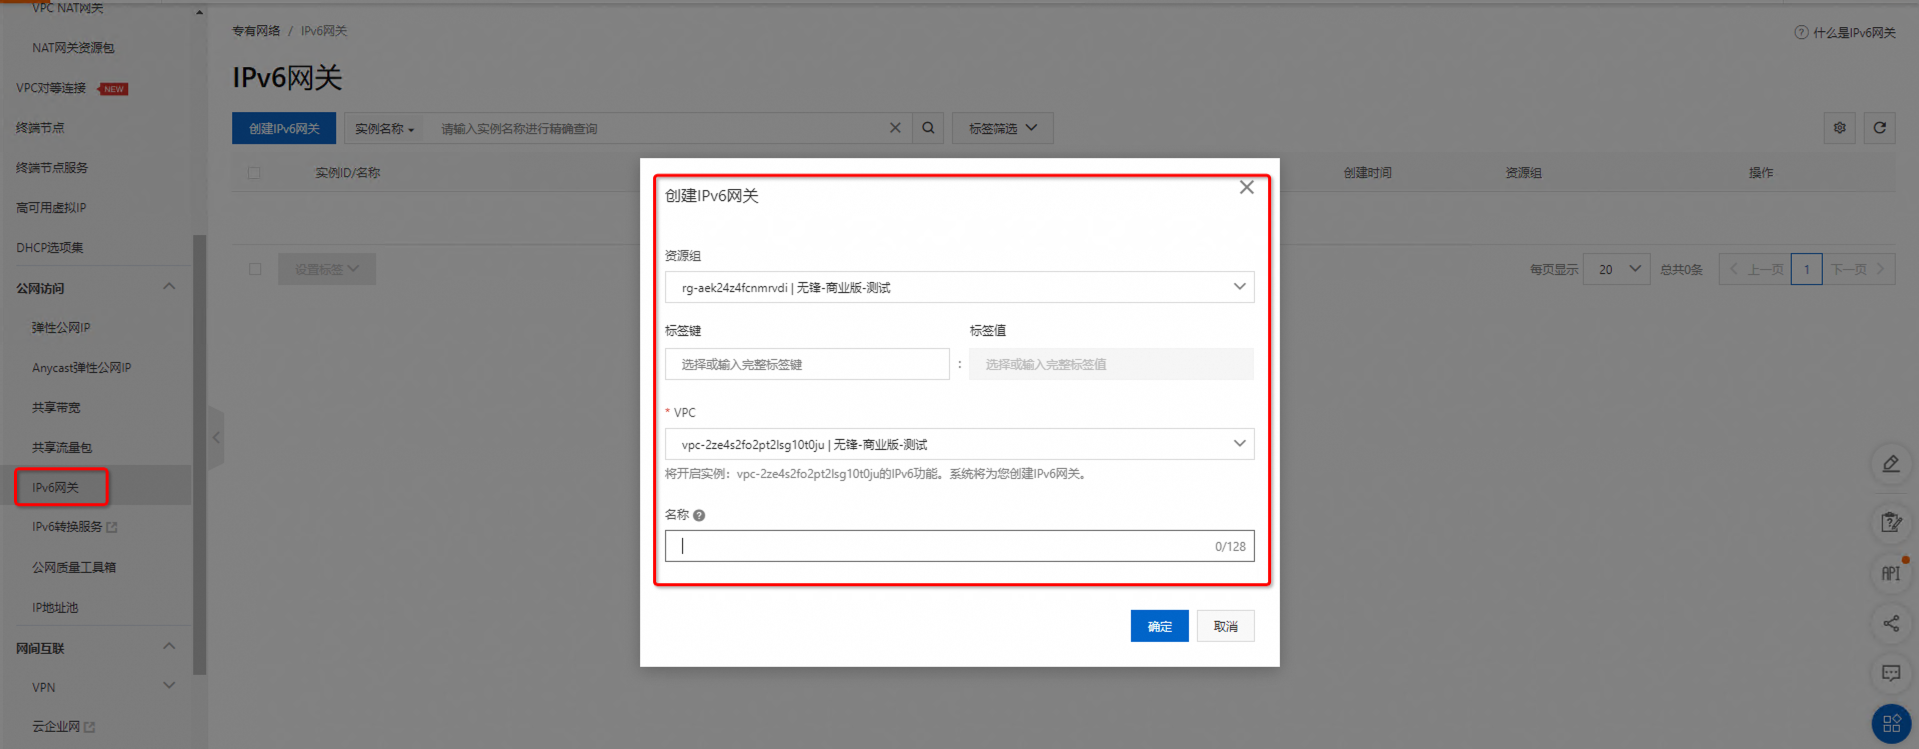 VPC NAT网关
NAT网关资源包
VPC对等连接 NEW
终端节点
终端节点服务
高可用虚拟IP
DHCP选项集
公网访问
弹性公网IP
Anycast弹性公网IP
共享带宽
共享流量包
IPv6网关
IPv6转换服务
公网质量工具箱
IP地址池
网间互联
VPN
云企业网
专有网络 / IPv6网关
什么是IPv6网关
IPv6网关
创建IPv6网关 实例名称 请输入实例名称进行精确查询 标签筛选
实例ID/名称 创建时间 资源组 操作
设置标签 每页显示 20 总共0条 上一页 1 下一页
创建IPv6网关
资源组
rg-aek24z4fcnmrvdi | 无锋-商业版-测试
标签键 标签值
选择或输入完整标签键 : 选择或输入完整标签值
* VPC
vpc-2ze4s2fo2pt2lsg10t0ju | 无锋-商业版-测试
将开启实例：vpc-2ze4s2fo2pt2lsg10t0ju的IPv6功能。系统将为您创建IPv6网关。
名称
0/128
确定 取消
API